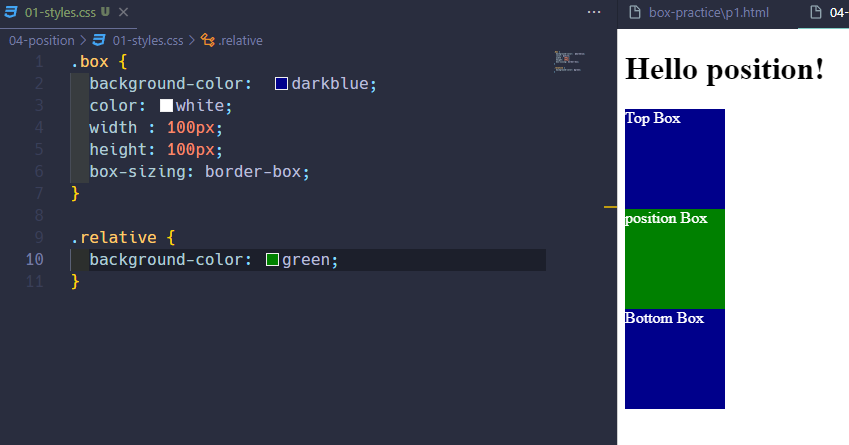 01-styles.css U
04-position > 01-styles.css > .relative
1 .box {
2 background-color: darkblue;
3 color: white;
4 width : 100px;
5 height: 100px;
6 box-sizing: border-box;
7 }
8
9 .relative {
10 background-color: green;
11 }
box-practice\p1.html
04-
Hello position!
Top Box
position Box
Bottom Box